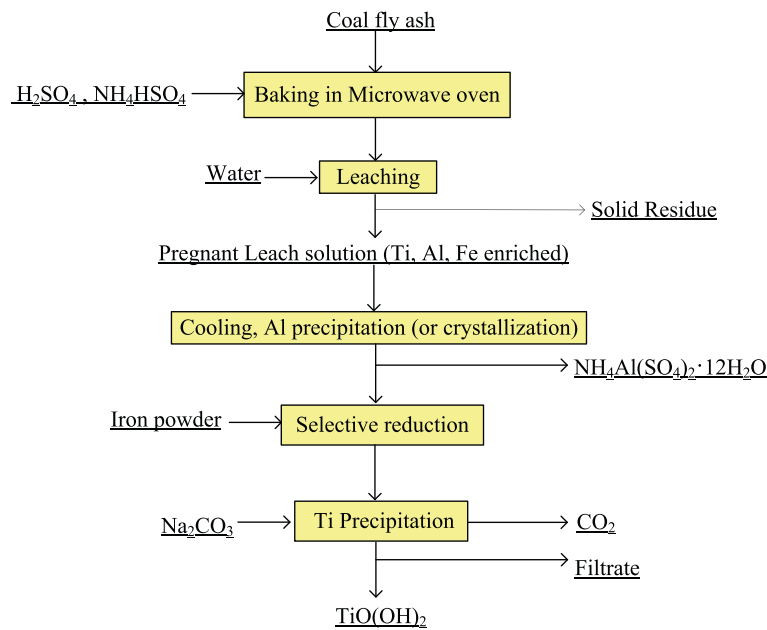 Coal fly ash
H₂SO₄ , NH₄HSO₄
Baking in Microwave oven
Water
Leaching
Solid Residue
Pregnant Leach solution (Ti, Al, Fe enriched)
Cooling, Al precipitation (or crystallization)
NH₄Al(SO₄)₂·12H₂O
Iron powder
Selective reduction
Na₂CO₃
Ti Precipitation
CO₂
Filtrate
TiO(OH)₂